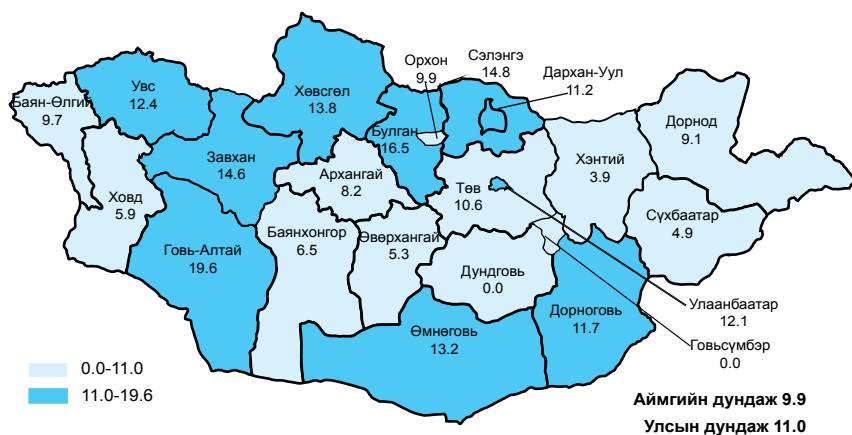 Орхон
9.9
Сэлэнгэ
14.8
Дархан-Уул
11.2
Увс
12.4
Хөвсгөл
13.8
Баян-Өлгий
9.7
Булган
16.5
Дорнод
9.1
Завхан
14.6
Архангай
8.2
Хэнтий
3.9
Төв
10.6
Ховд
5.9
Сүхбаатар
4.9
Говь-Алтай
19.6
Баянхонгор
6.5
Өвөрхангай
5.3
Дундговь
0.0
Дорноговь
11.7
Улаанбаатар
12.1
Өмнөговь
13.2
Говьсүмбэр
0.0
0.0-11.0
11.0-19.6
Аймгийн дундаж 9.9
Улсын дундаж 11.0